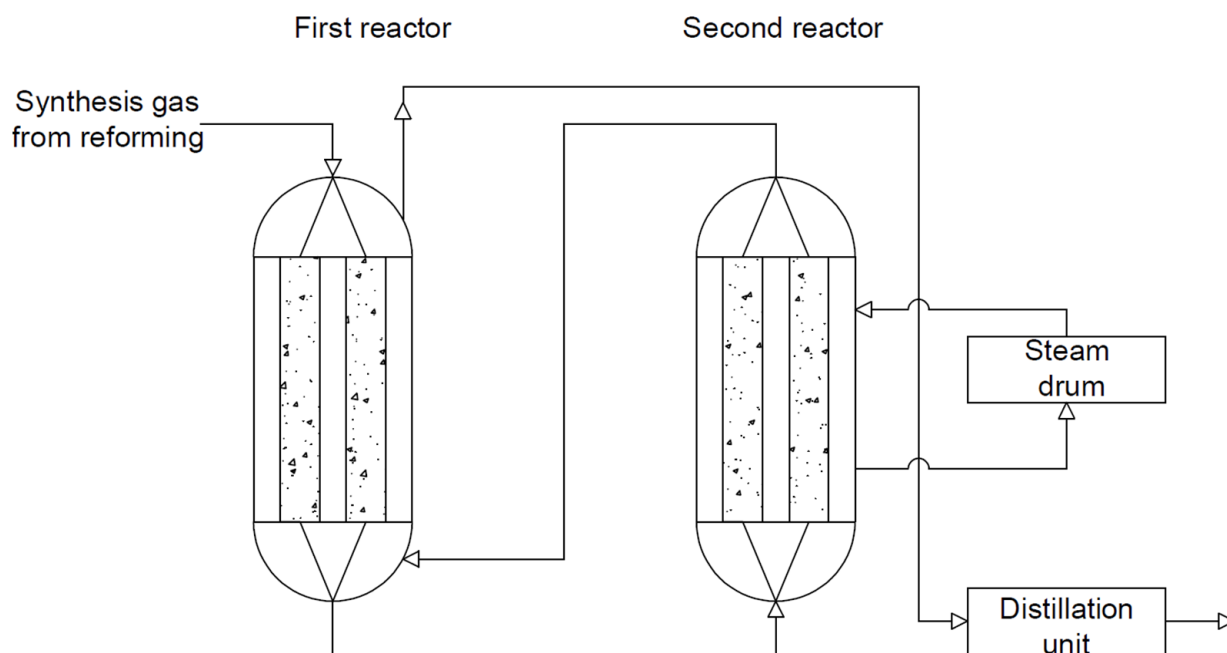 First reactor
Second reactor
Synthesis gas
from reforming
Steam
drum
Distillation
unit